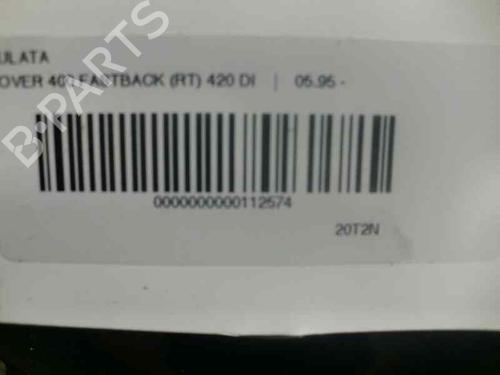 ULATA
OVER 400 FASTBACK (RT) 420 DI | 05.95 -
0000000000112574
20T2N
B-PARTS